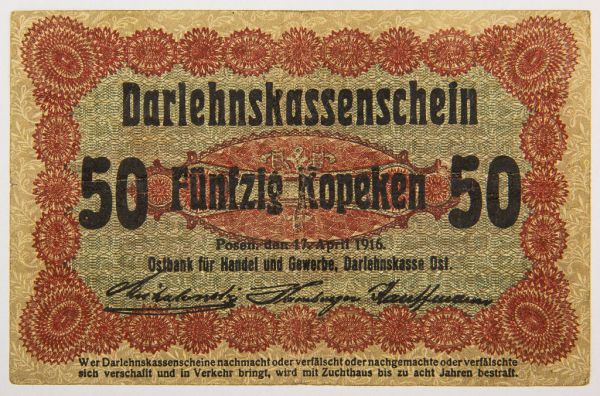 Darlehnskassenschein
50 Fünfzig Kopeken 50
Posen, den 17. April 1916.
Ostbank für Handel und Gewerbe, Darlehnskasse Ost.
Hamburger Kauffmann
Wer Darlehnskassenscheine nachmacht oder verfälscht oder nachgemachte oder verfälschte
sich verschafft und in Verkehr bringt, wird mit Zuchthaus bis zu acht Jahren bestraft.